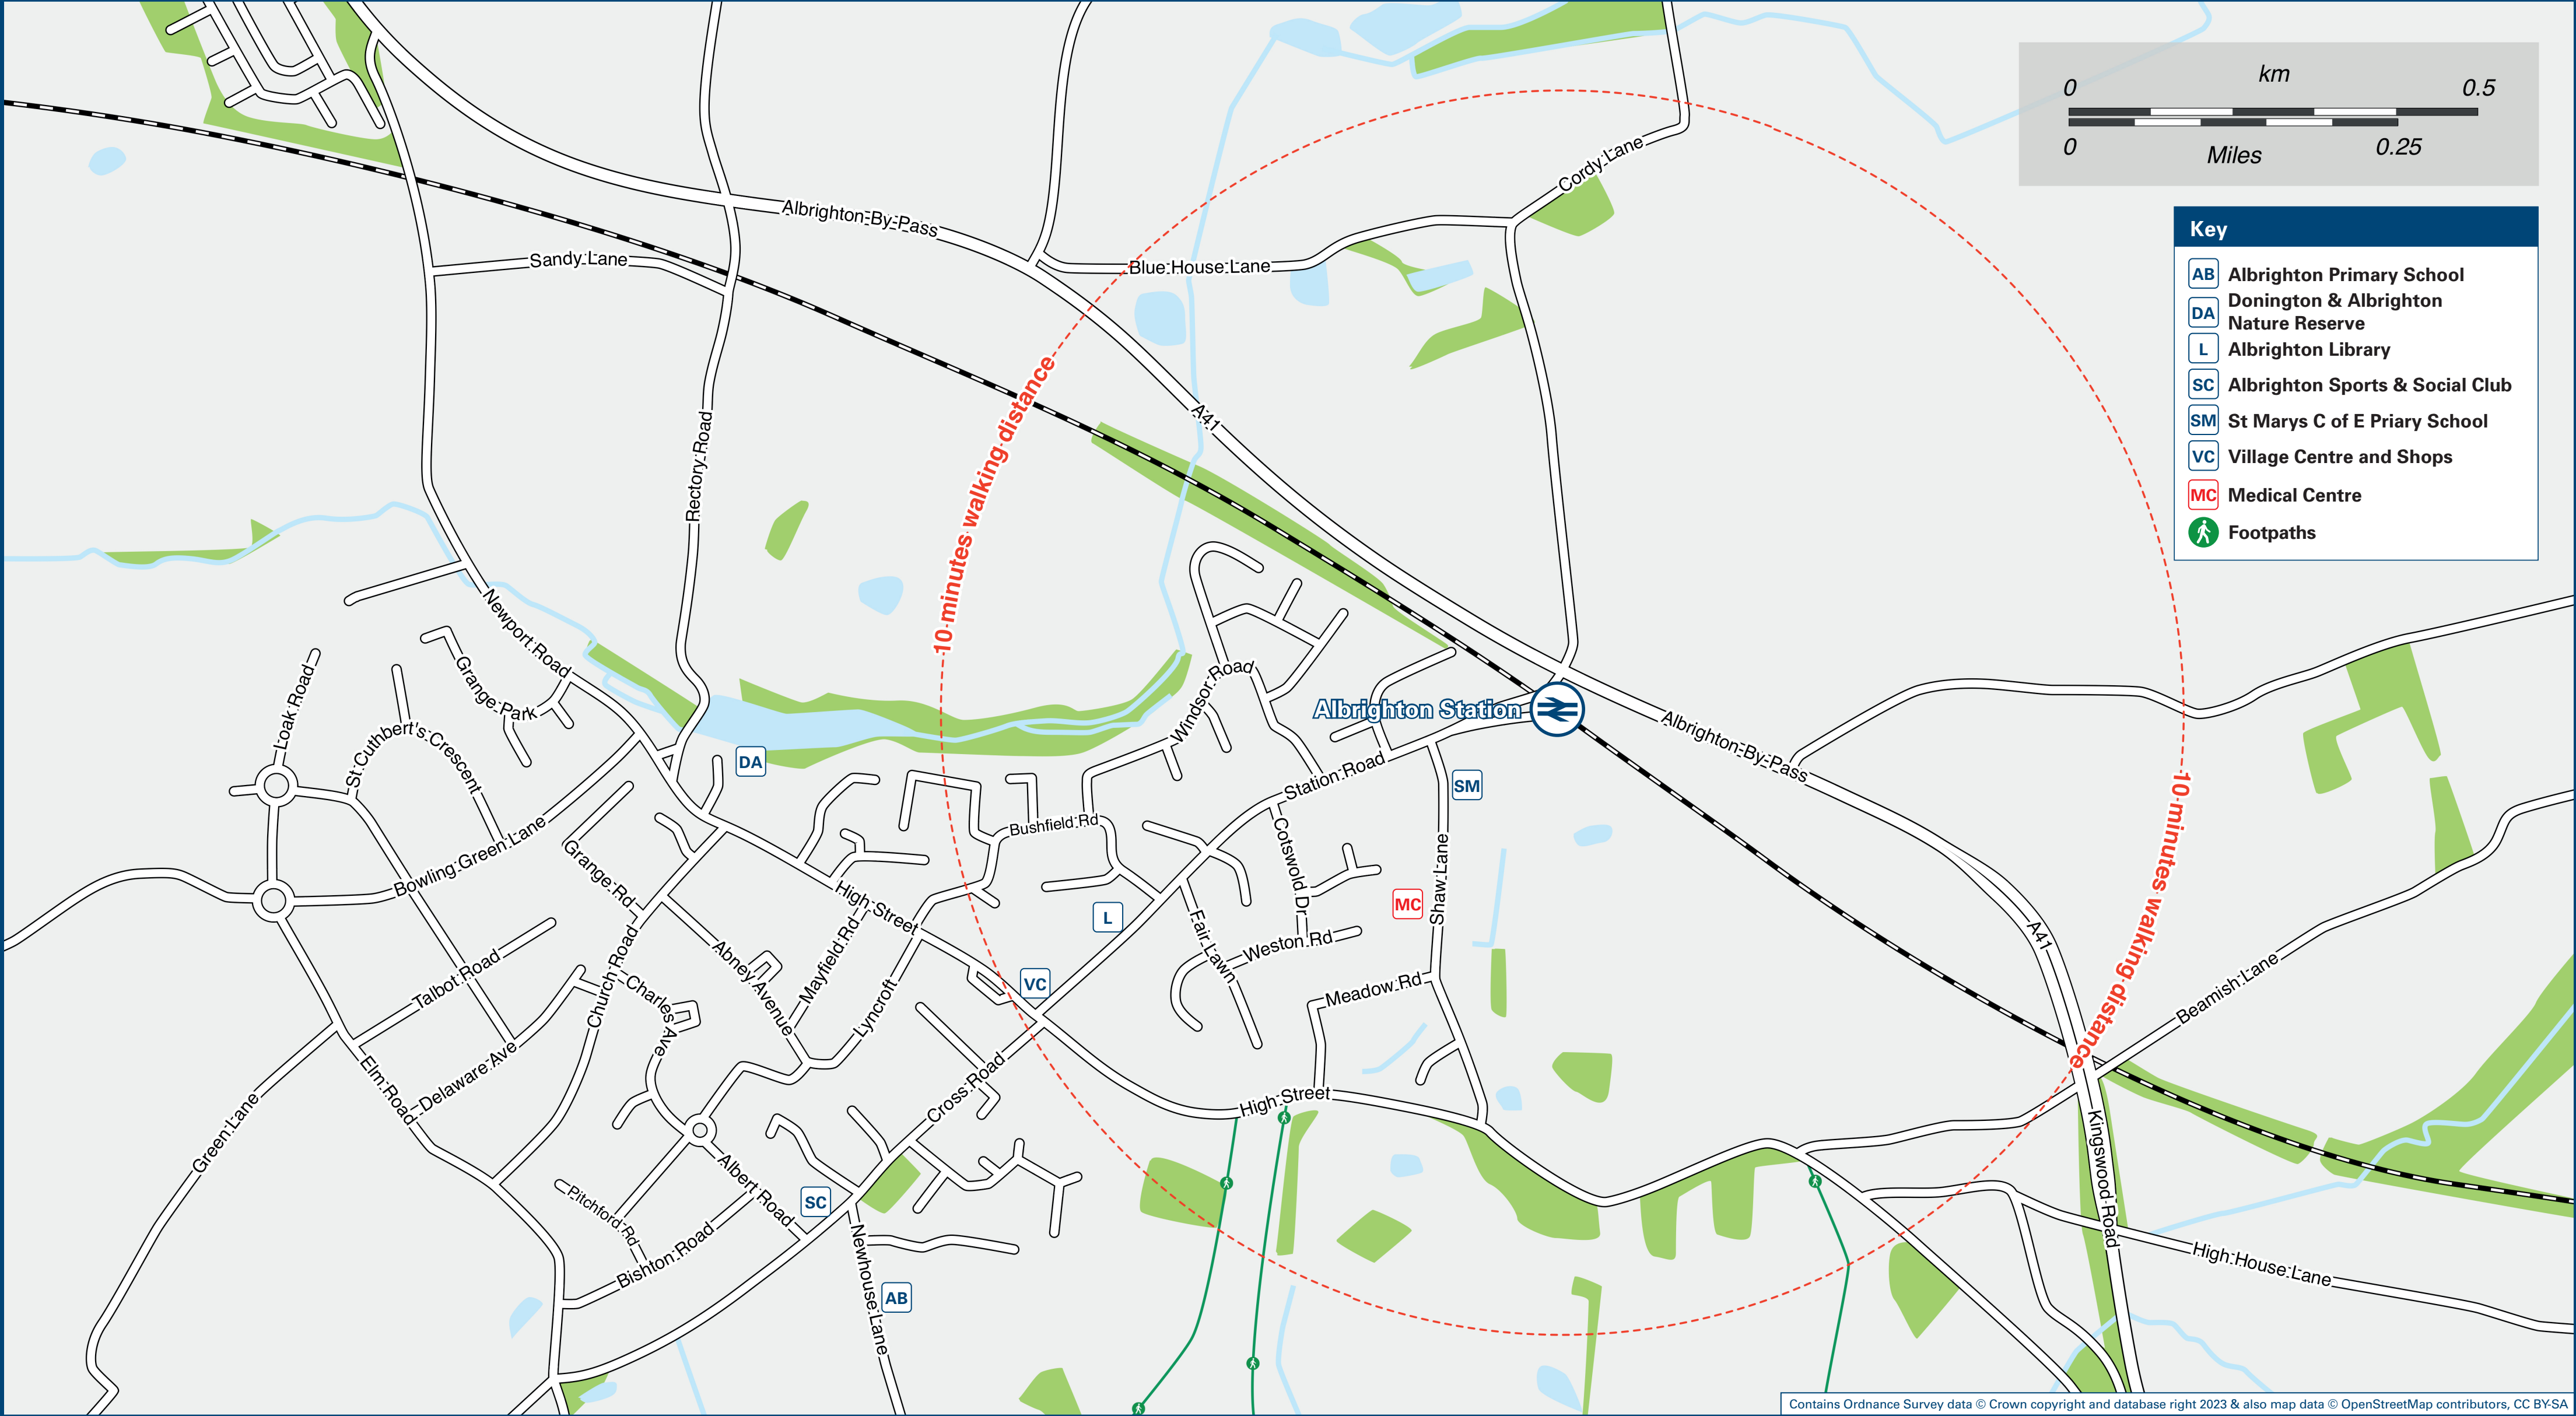 km
0 0.5
0 0.25
Miles
Key
AB Albrighton Primary School
DA Donington & Albrighton
Nature Reserve
L Albrighton Library
SC Albrighton Sports & Social Club
SM St Marys C of E Priary School
VC Village Centre and Shops
MC Medical Centre
Footpaths
Cordy Lane
Albrighton-By-Pass
Sandy Lane
Blue House Lane
10 minutes walking distance
A41
Rectory Road
Newport Road
Loak Road
Grange Park
St Cuthbert's Crescent
Windsor Road
Albrighton Station
Albrighton-By-Pass
DA
Station Road
SM
10 minutes walking distance
Bushfield Rd
Bowling Green Lane
Grange Rd
Cotswold Dr
Shaw Lane
MC
High Street
L
Fair Lawn
Weston Rd
A41
Church Road
Abney Avenue
Mayfield Rd
Talbot Road
Charles Ave
Lyncroft
VC
Meadow Rd
Beamish Lane
Elm Road
Delaware Ave
Cross Road
High Street
Green Lane
Kingswood Road
Albert Road
Pitchford Rd
SC
Bishton Road
Newhouse Lane
High House Lane
AB
Contains Ordnance Survey data © Crown copyright and database right 2023 & also map data © OpenStreetMap contributors, CC BY-SA